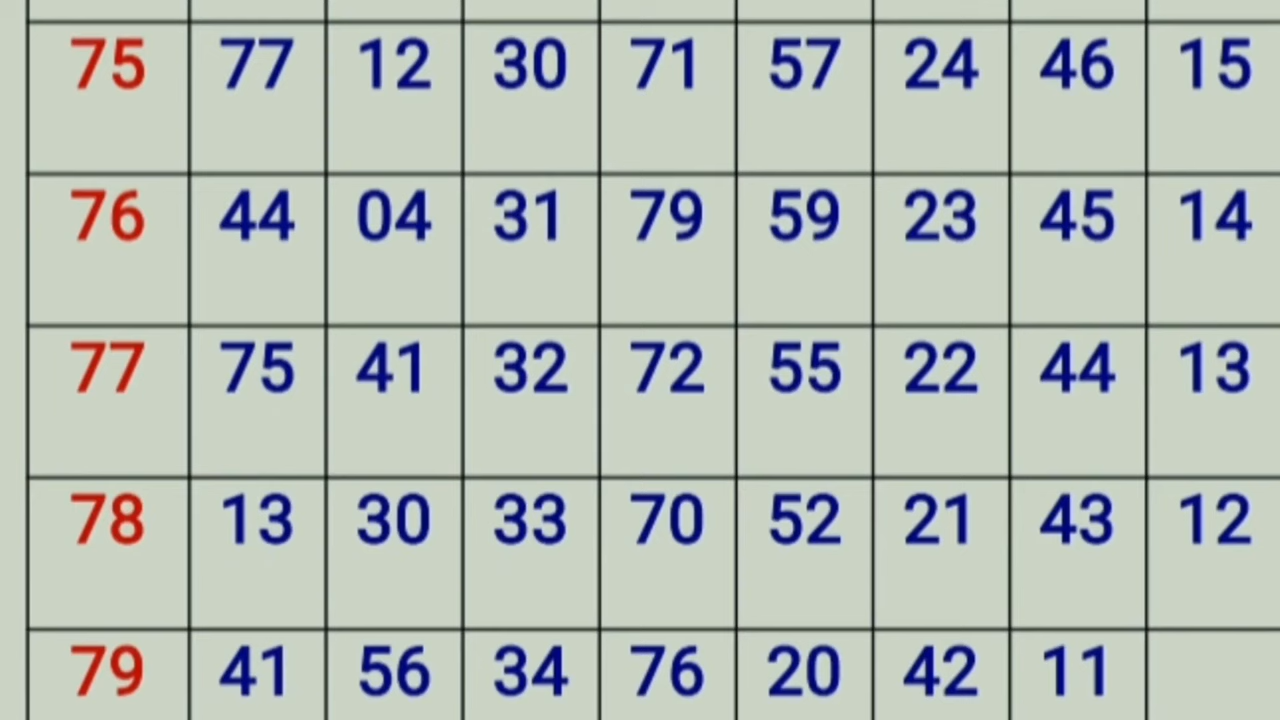 75 77 12 30 71 57 24 46 15
76 44 04 31 79 59 23 45 14
77 75 41 32 72 55 22 44 13
78 13 30 33 70 52 21 43 12
79 41 56 34 76 20 42 11